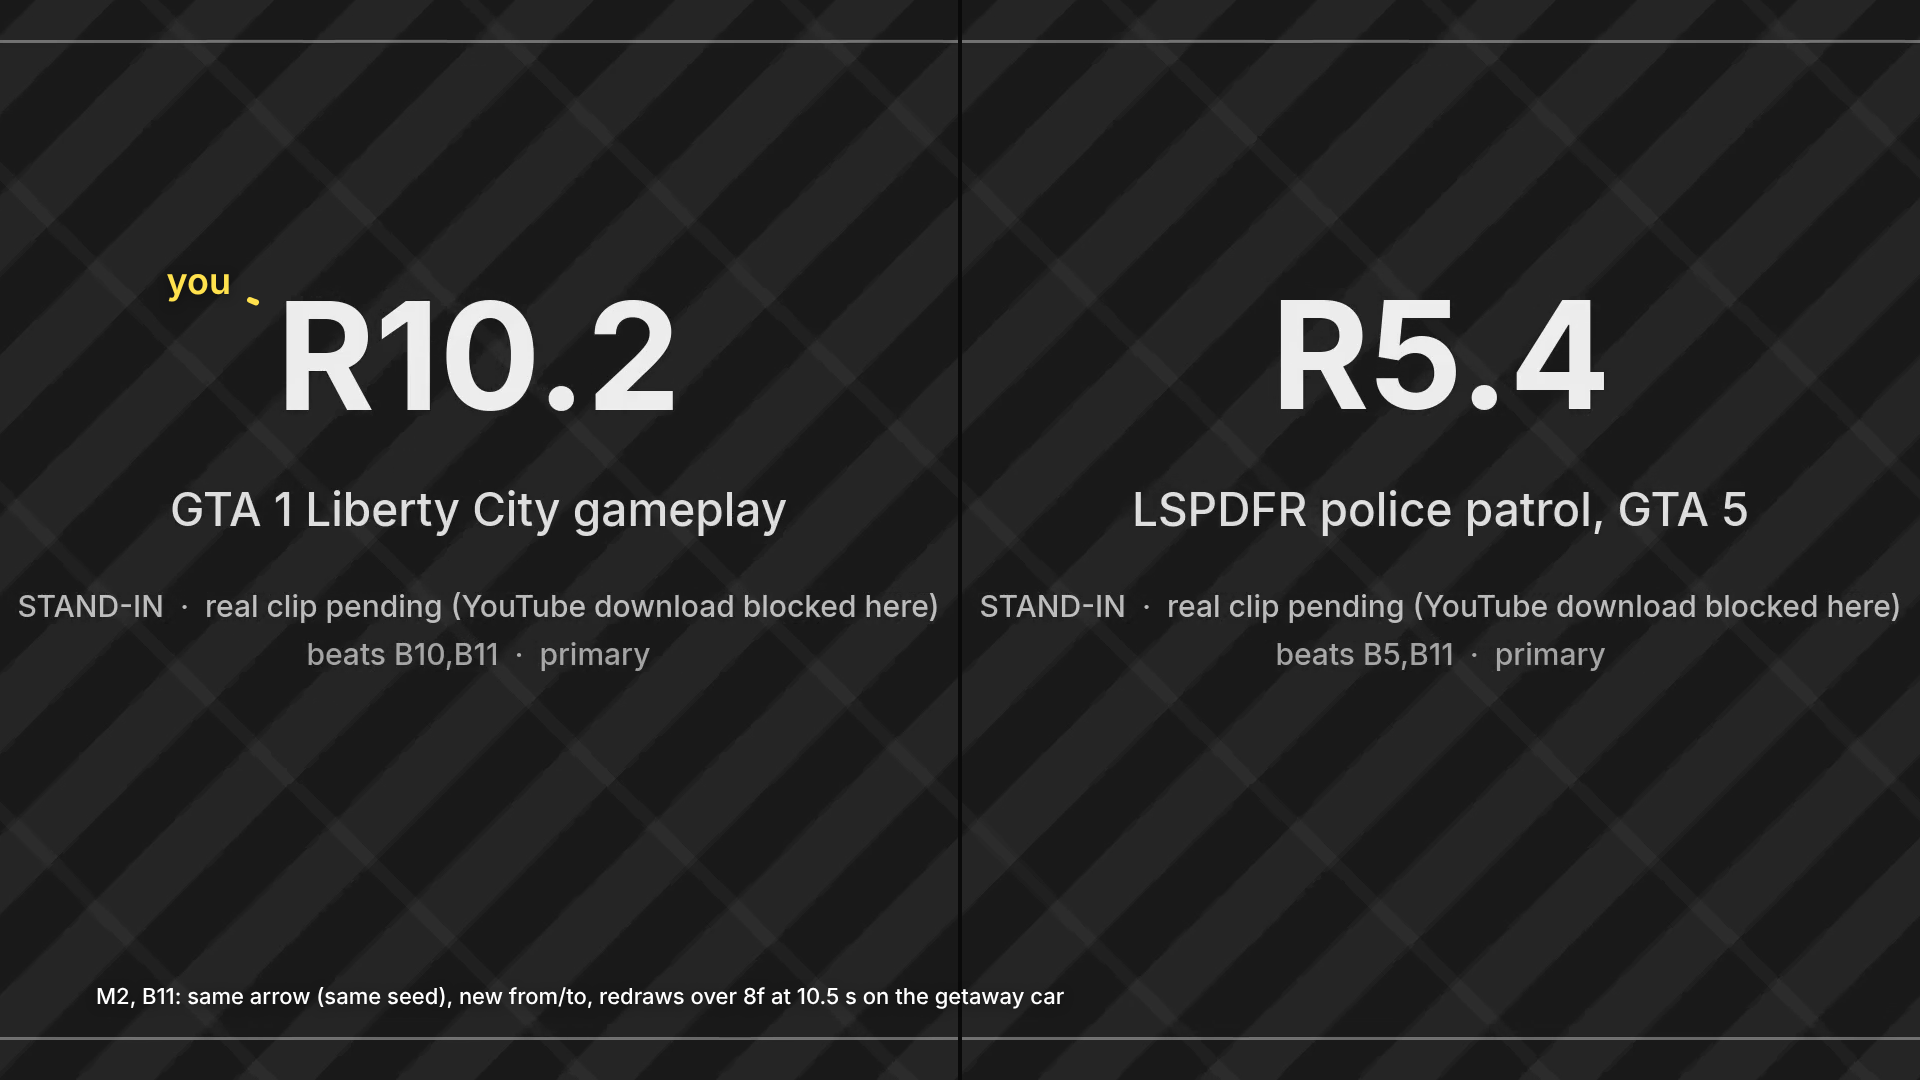 you
R10.2
GTA 1 Liberty City gameplay
STAND-IN · real clip pending (YouTube download blocked here)
beats B10,B11 · primary
R5.4
LSPDFR police patrol, GTA 5
STAND-IN · real clip pending (YouTube download blocked here)
beats B5,B11 · primary
M2, B11: same arrow (same seed), new from/to, redraws over 8f at 10.5 s on the getaway car